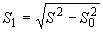 S₁ = √(S² − S₀²)